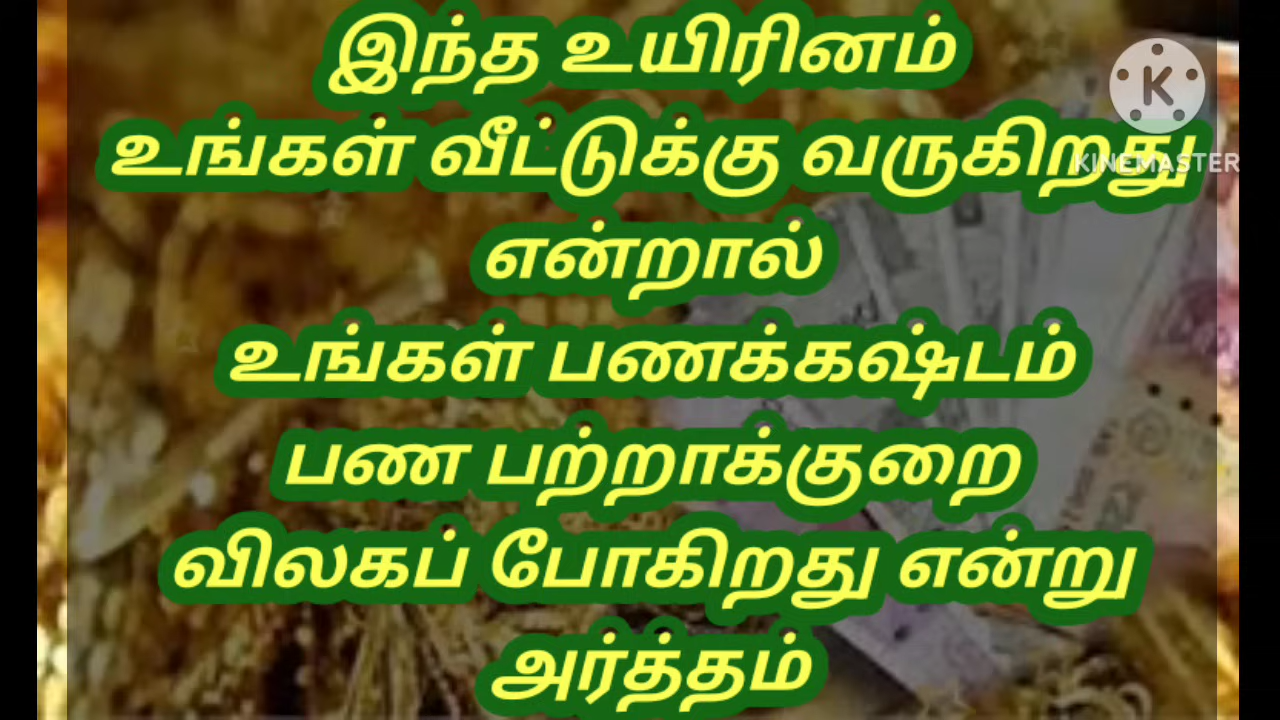 இந்த உயிரினம்
உங்கள் வீட்டுக்கு வருகிறது
என்றால்
உங்கள் பணக்கஷ்டம்
பண பற்றாக்குறை
விலகப் போகிறது என்று
அர்த்தம்
K
KINEMASTER